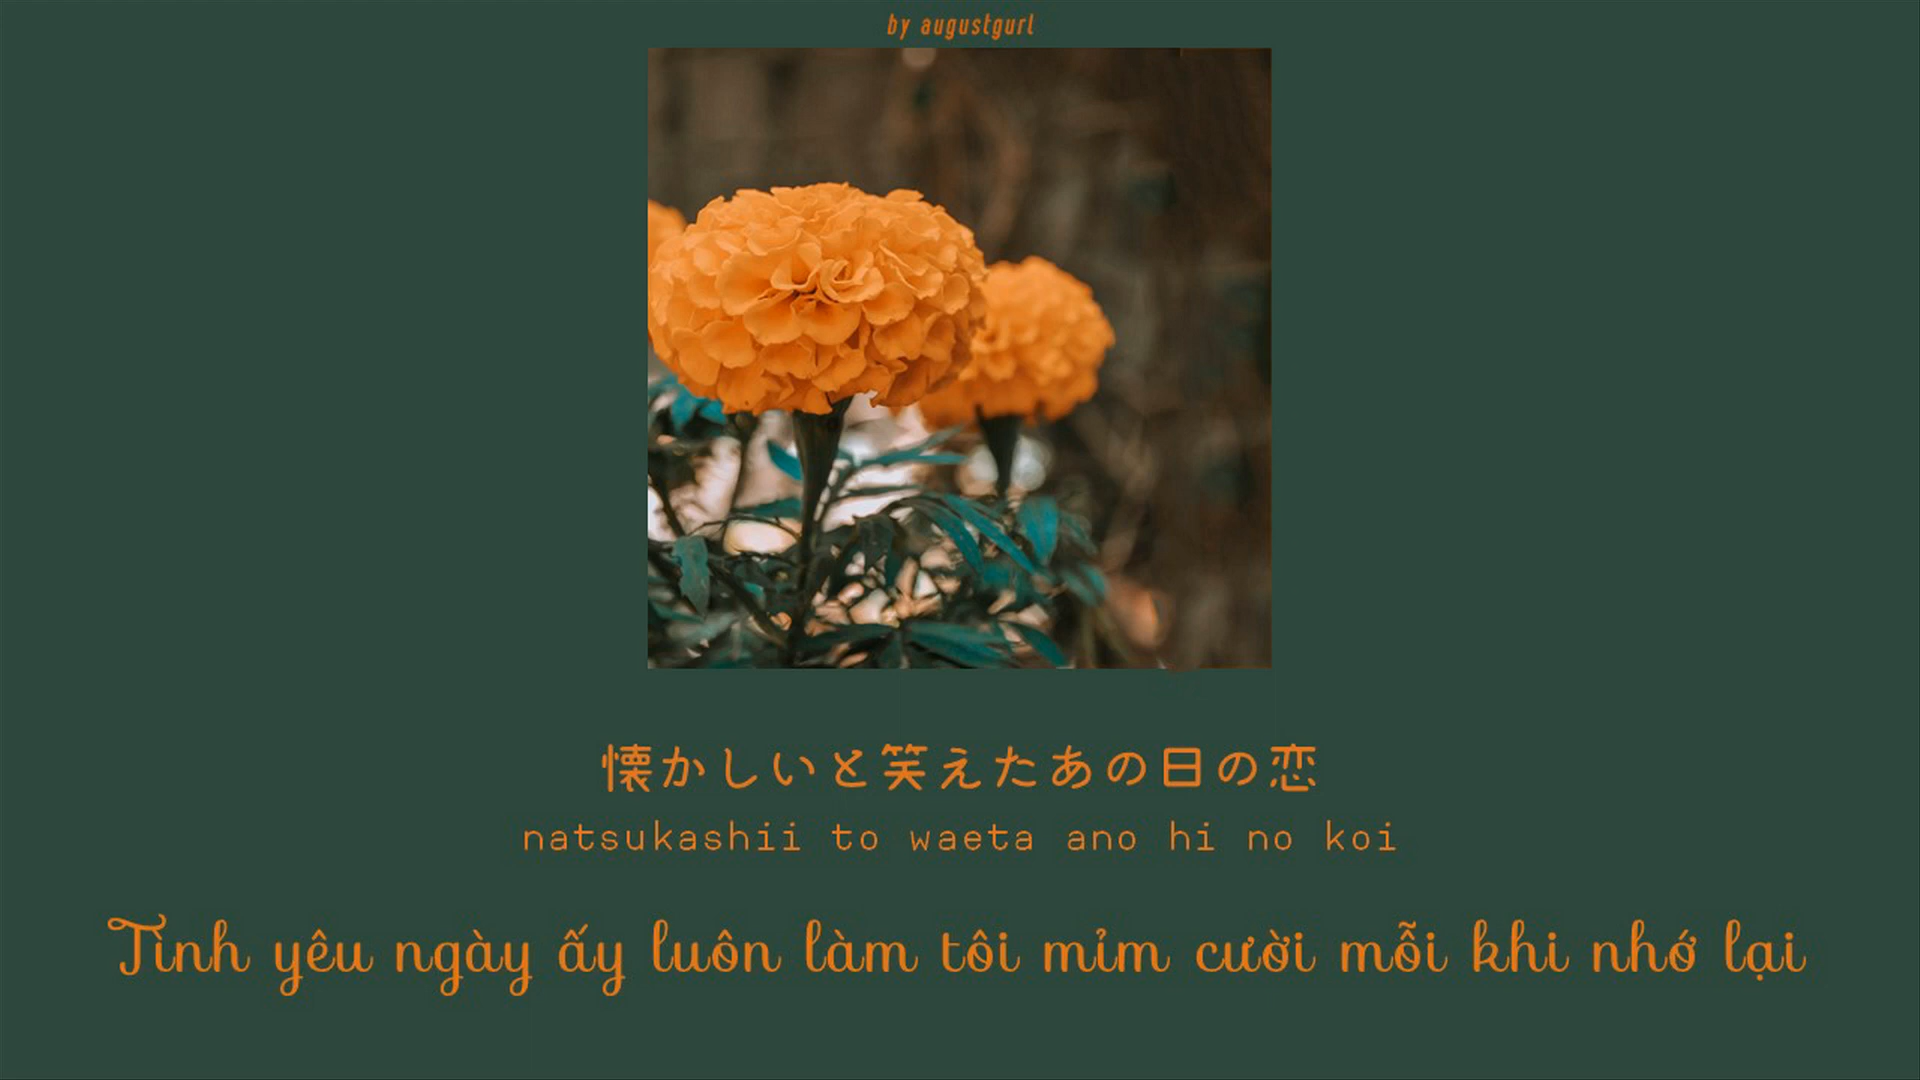 by augustgurl
懐かしいと笑えたあの日の恋
natsukashii to waeta ano hi no koi
Tình yêu ngày ấy luôn làm tôi mỉm cười mỗi khi nhớ lại